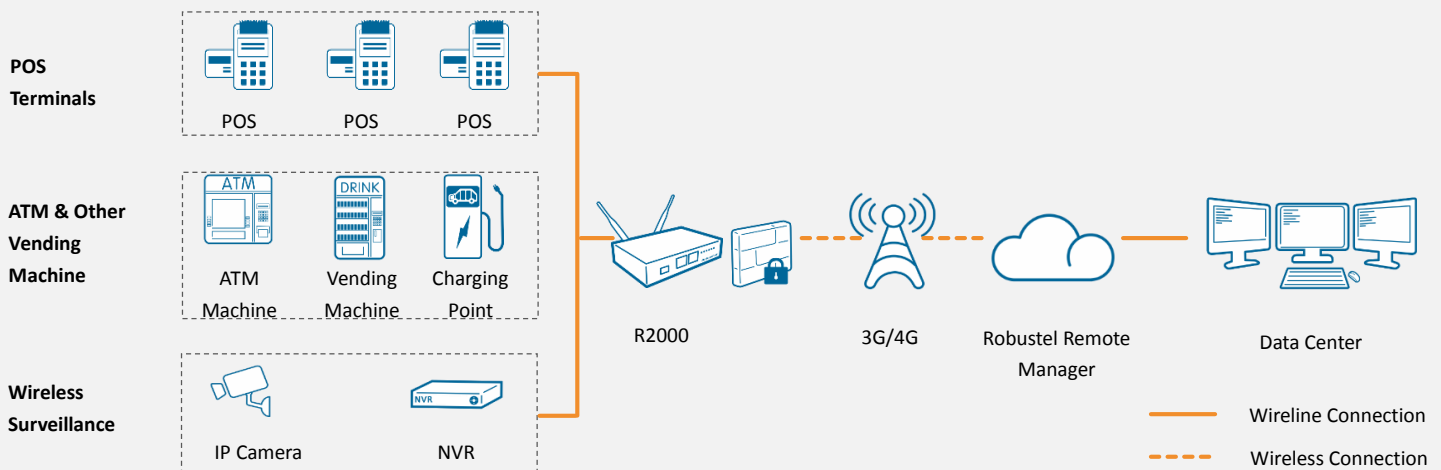 POS
Terminals
POS
POS
POS
ATM & Other
Vending
Machine
ATM
DRINK
ATM
Machine
Vending
Machine
Charging
Point
R2000
3G/4G
Robustel Remote
Manager
Data Center
Wireless
Surveillance
NVR
IP Camera
NVR
Wireline Connection
Wireless Connection